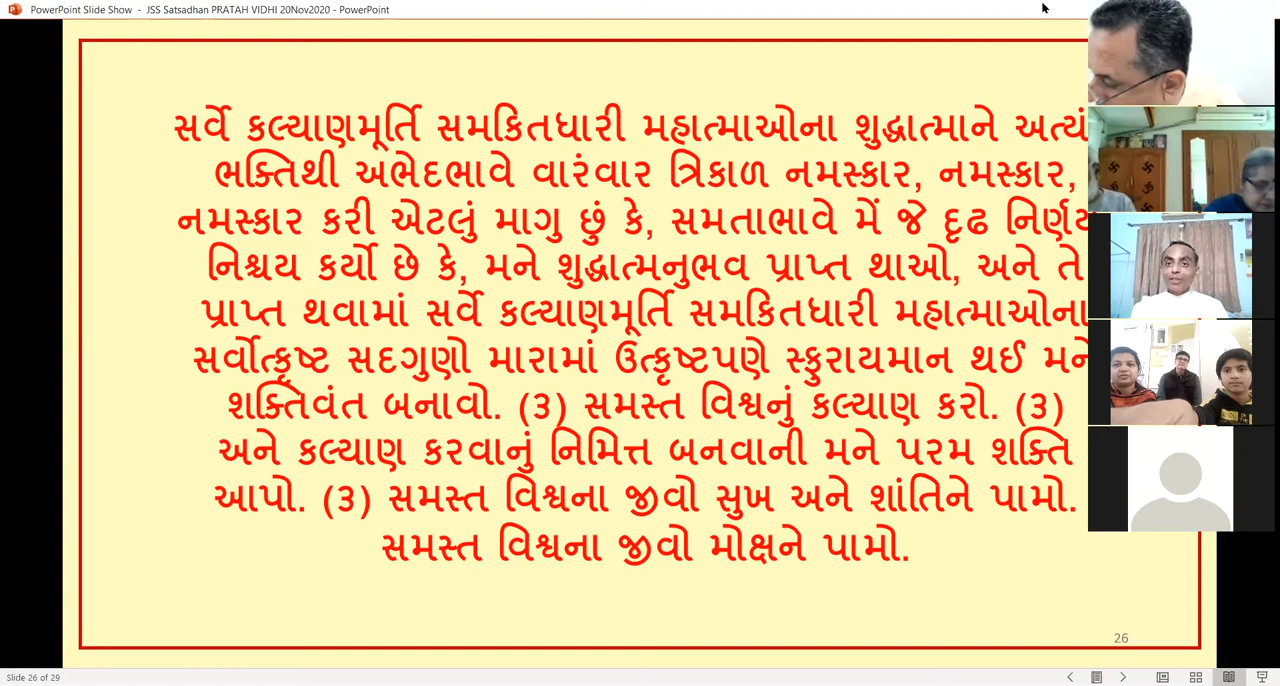 PowerPoint Slide Show - JSS Satsadhan PRATAH VIDHI 20Nov2020 - PowerPoint
સર્વે કલ્યાણમૂર્તિ સમકિતધારી મહાત્માઓના શુદ્ધાત્માને
ભક્તિથી અભેદભાવે વારંવાર ત્રિકાળ નમસ્કાર, નમસ્કાર,
નમસ્કાર કરી એટલું માગુ છું કે, સમતાભાવે મેં જે દૃઢ નિર્ણય
નિશ્ચય કર્યો છે કે, મને શુદ્ધાત્મનુભવ પ્રાપ્ત થાઓ, અને તે
પ્રાપ્ત થવામાં સર્વે કલ્યાણમૂર્તિ સમકિતધારી મહાત્માઓના
સર્વોત્કૃષ્ટ સદગુણો મારામાં ઉત્કૃષ્ટપણે સ્ફુરાયમાન થઈ મને
શક્તિવંત બનાવો. (૩) સમસ્ત વિશ્વનું કલ્યાણ કરો. (૩)
અને કલ્યાણ કરવાનું નિમિત્ત બનવાની મને પરમ શક્તિ
આપો. (૩) સમસ્ત વિશ્વના જીવો સુખ અને શાંતિને પામો.
સમસ્ત વિશ્વના જીવો મોક્ષને પામો.
26
Slide 26 of 29